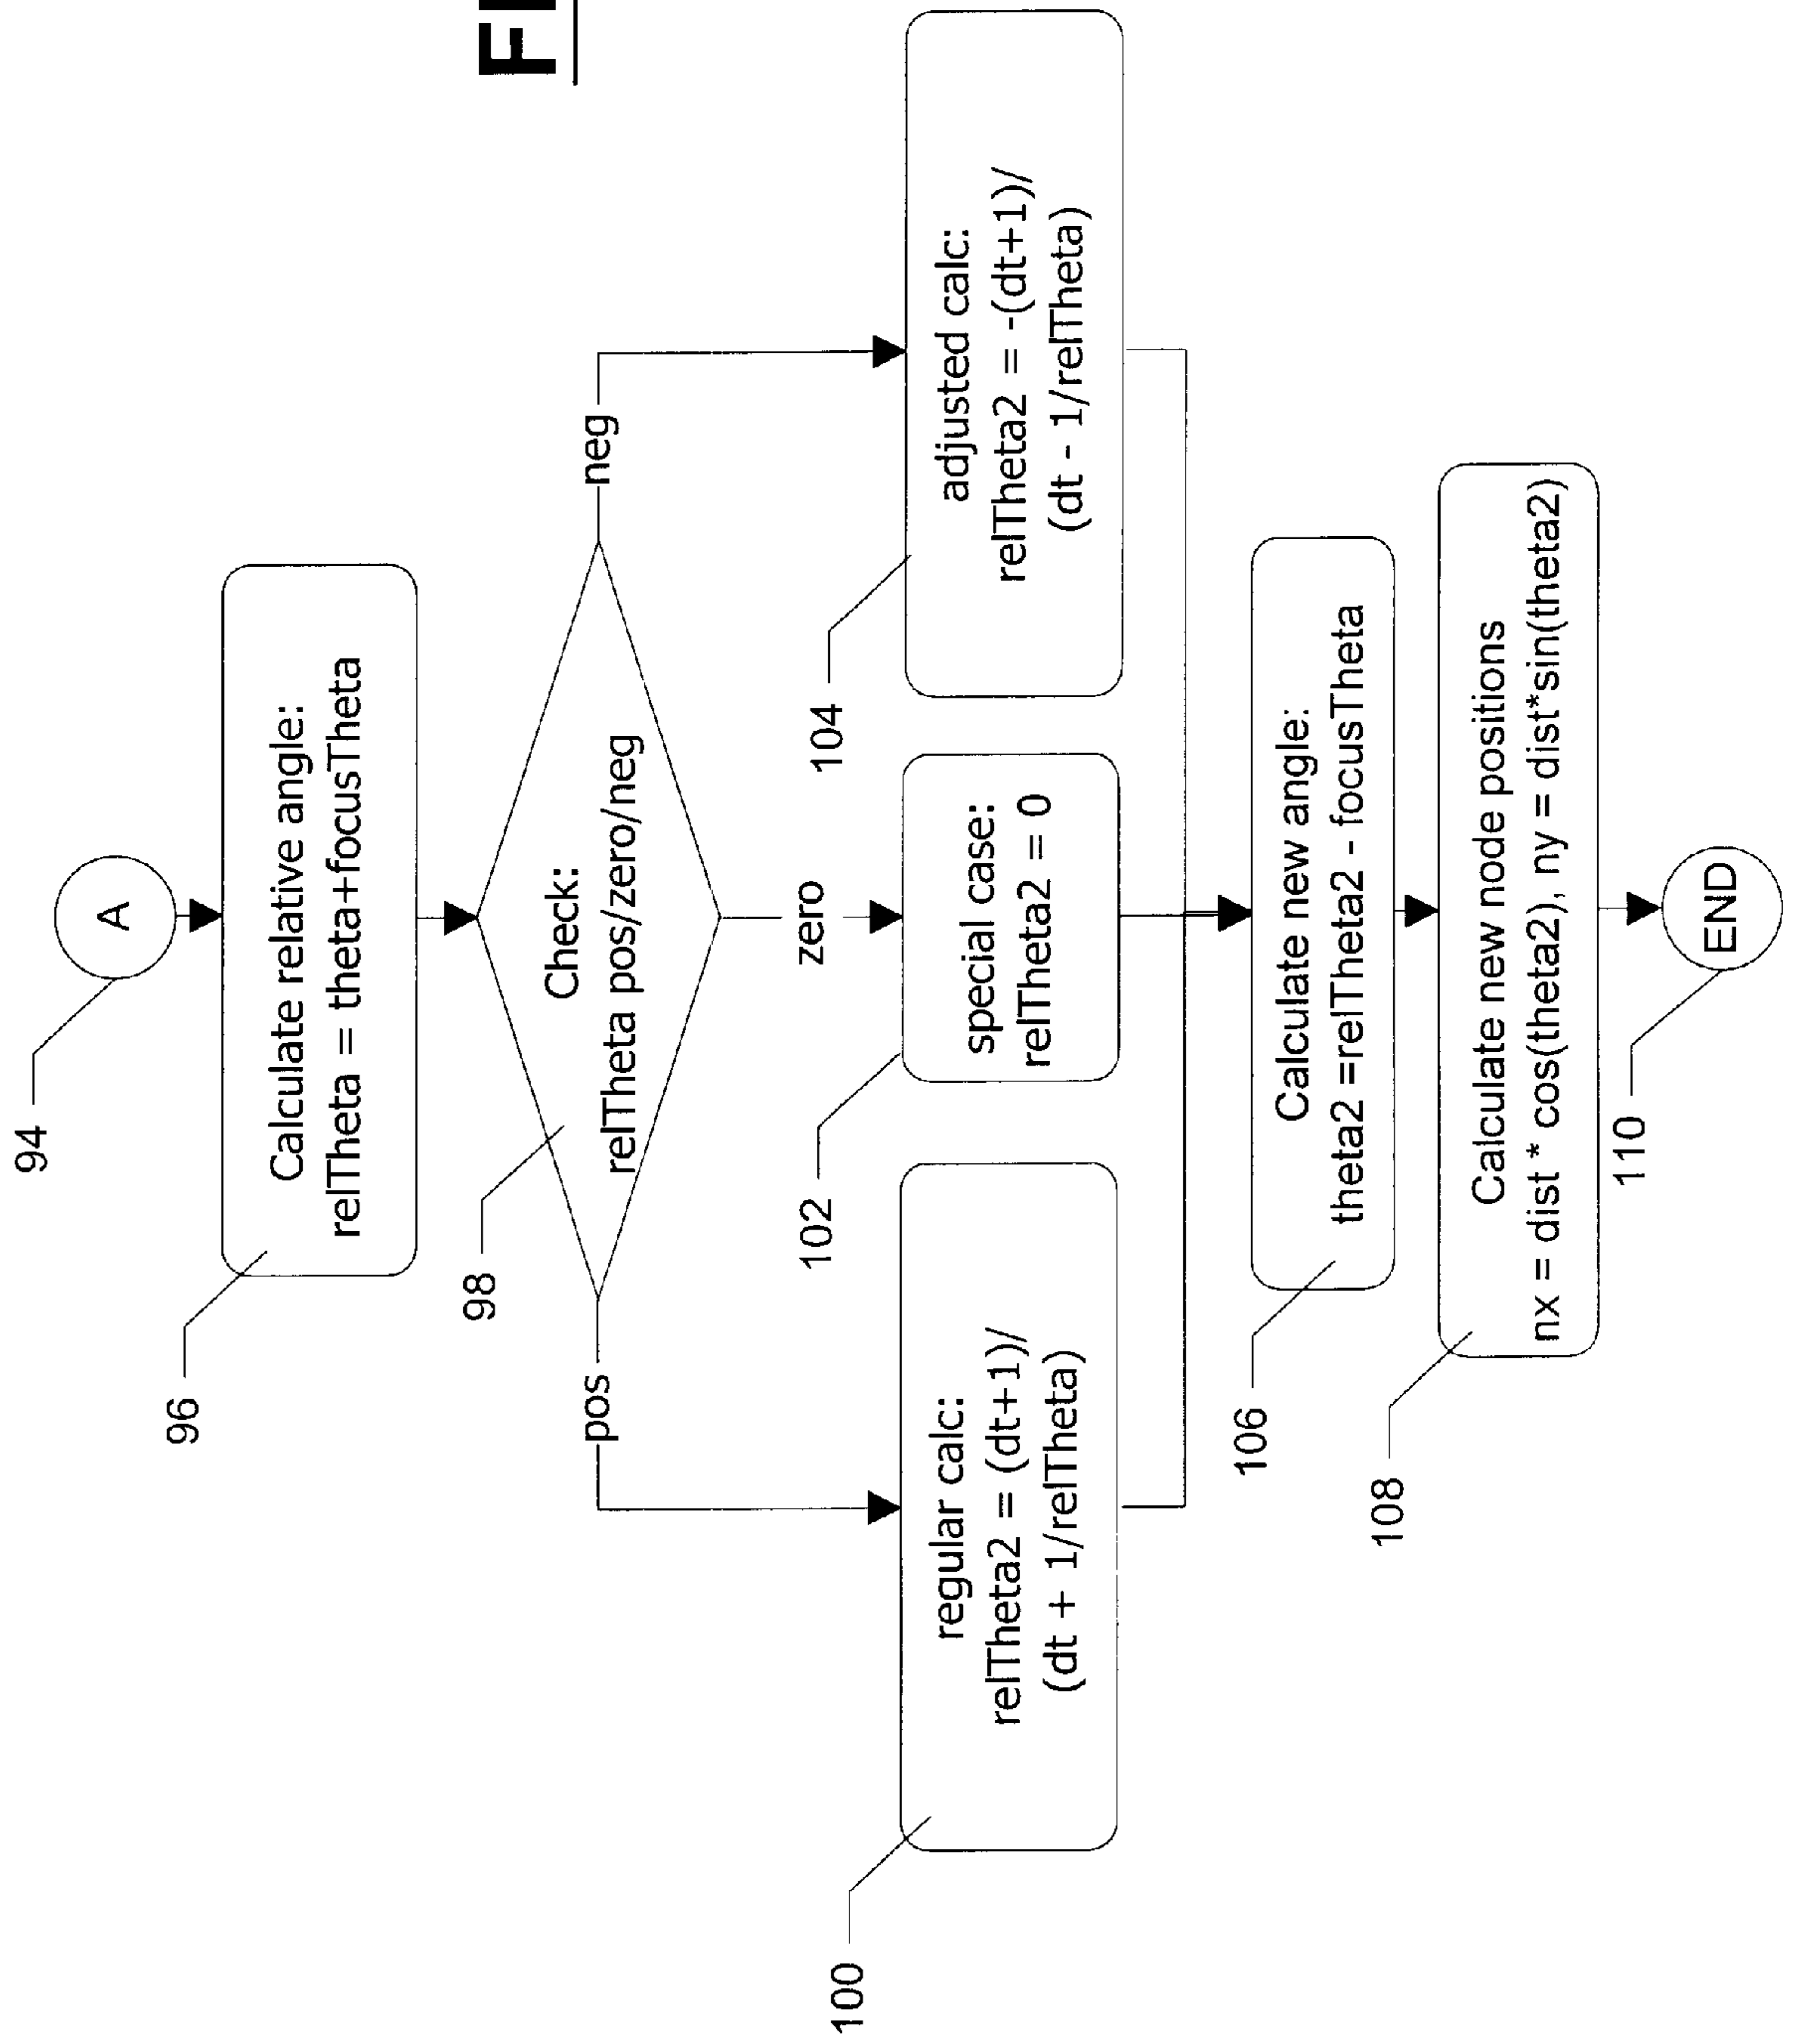 94
A
96
Calculate relative angle:
relTheta = theta+focusTheta
98
Check:
relTheta pos/zero/neg
pos
zero
neg
100
regular calc:
relTheta2 = (dt+1)/
(dt + 1/relTheta)
102
special case:
relTheta2 = 0
104
adjusted calc:
relTheta2 = -(dt+1)/
(dt - 1/relTheta)
106
Calculate new angle:
theta2 =relTheta2 - focusTheta
108
Calculate new node positions
nx = dist * cos(theta2), ny = dist*sin(theta2)
110
END